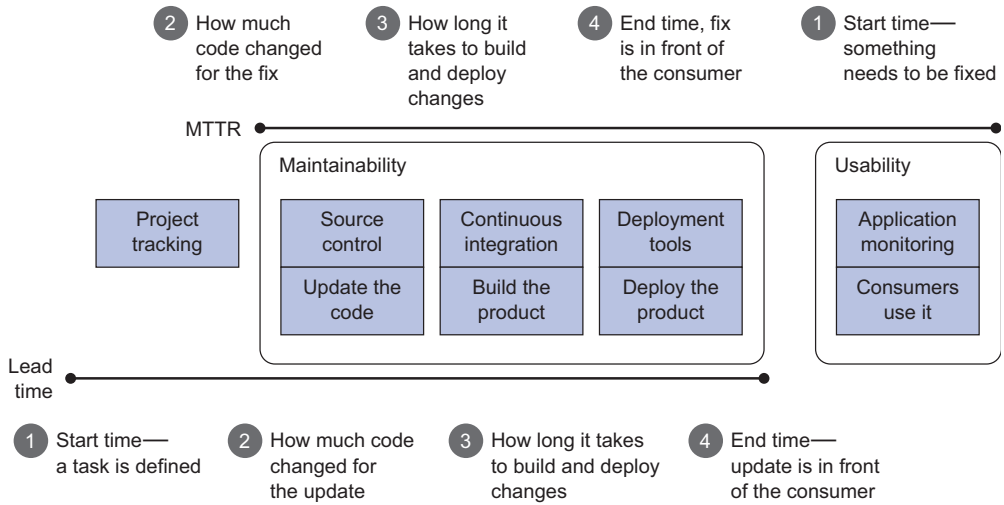 2 How much
code changed
for the fix
3 How long it
takes to build
and deploy
changes
4 End time, fix
is in front of
the consumer
1 Start time—
something
needs to be fixed
MTTR
Maintainability
Usability
Project
tracking
Source
control
Continuous
integration
Deployment
tools
Application
monitoring
Update the
code
Build the
product
Deploy the
product
Consumers
use it
Lead
time
1 Start time—
a task is defined
2 How much code
changed for
the update
3 How long it takes
to build and deploy
changes
4 End time—
update is in front
of the consumer